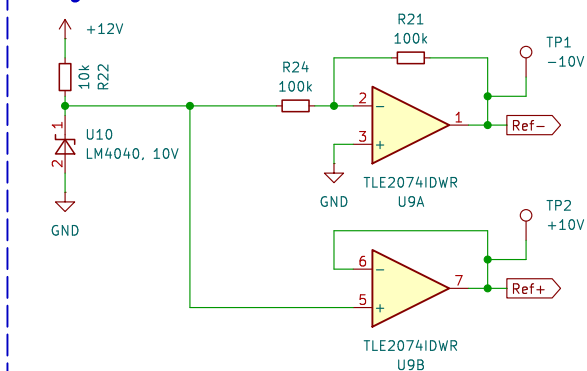 +12V
10k
R22
1
2
U10
LM4040, 10V
GND
R24
100k
R21
100k
2
3
1
GND
TLE2074IDWR
U9A
TP1
-10V
Ref-
6
5
7
TLE2074IDWR
U9B
TP2
+10V
Ref+